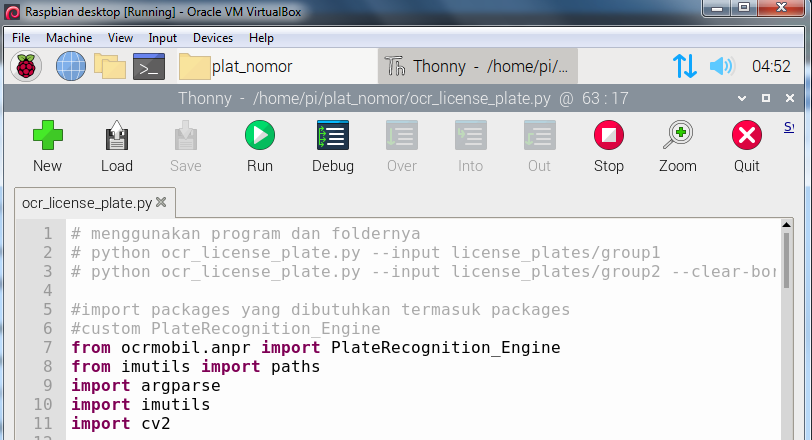 Raspbian desktop [Running] - Oracle VM VirtualBox
File Machine View Input Devices Help
plat_nomor Thonny - /home/pi/... 04:52
Thonny - /home/pi/plat_nomor/ocr_license_plate.py @ 63 : 17
New Load Save Run Debug Over Into Out Stop Zoom Quit
ocr_license_plate.py
1 # menggunakan program dan foldernya
2 # python ocr_license_plate.py --input license_plates/group1
3 # python ocr_license_plate.py --input license_plates/group2 --clear-bor
4
5 #import packages yang dibutuhkan termasuk packages
6 #custom PlateRecognition_Engine
7 from ocrmobil.anpr import PlateRecognition_Engine
8 from imutils import paths
9 import argparse
10 import imutils
11 import cv2